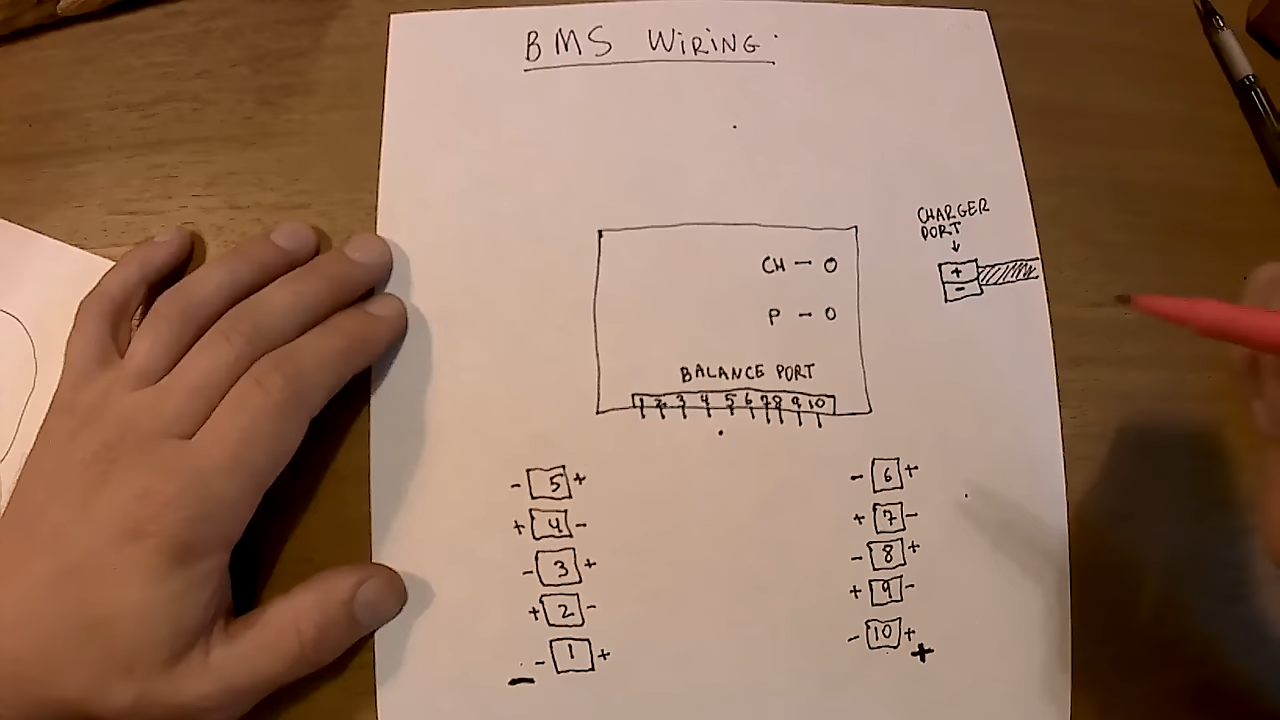 BMS WiRiNG.
CHARGER
PORT
↓
+
-
CH - O
P - O
BALANCE PORT
1 2 3 4 5 6 7 8 9 10
- 5 +
+ 4 -
- 3 +
+ 2 -
- 1 +
-
- 6 +
+ 7 -
- 8 +
+ 9 -
- 10 +
+